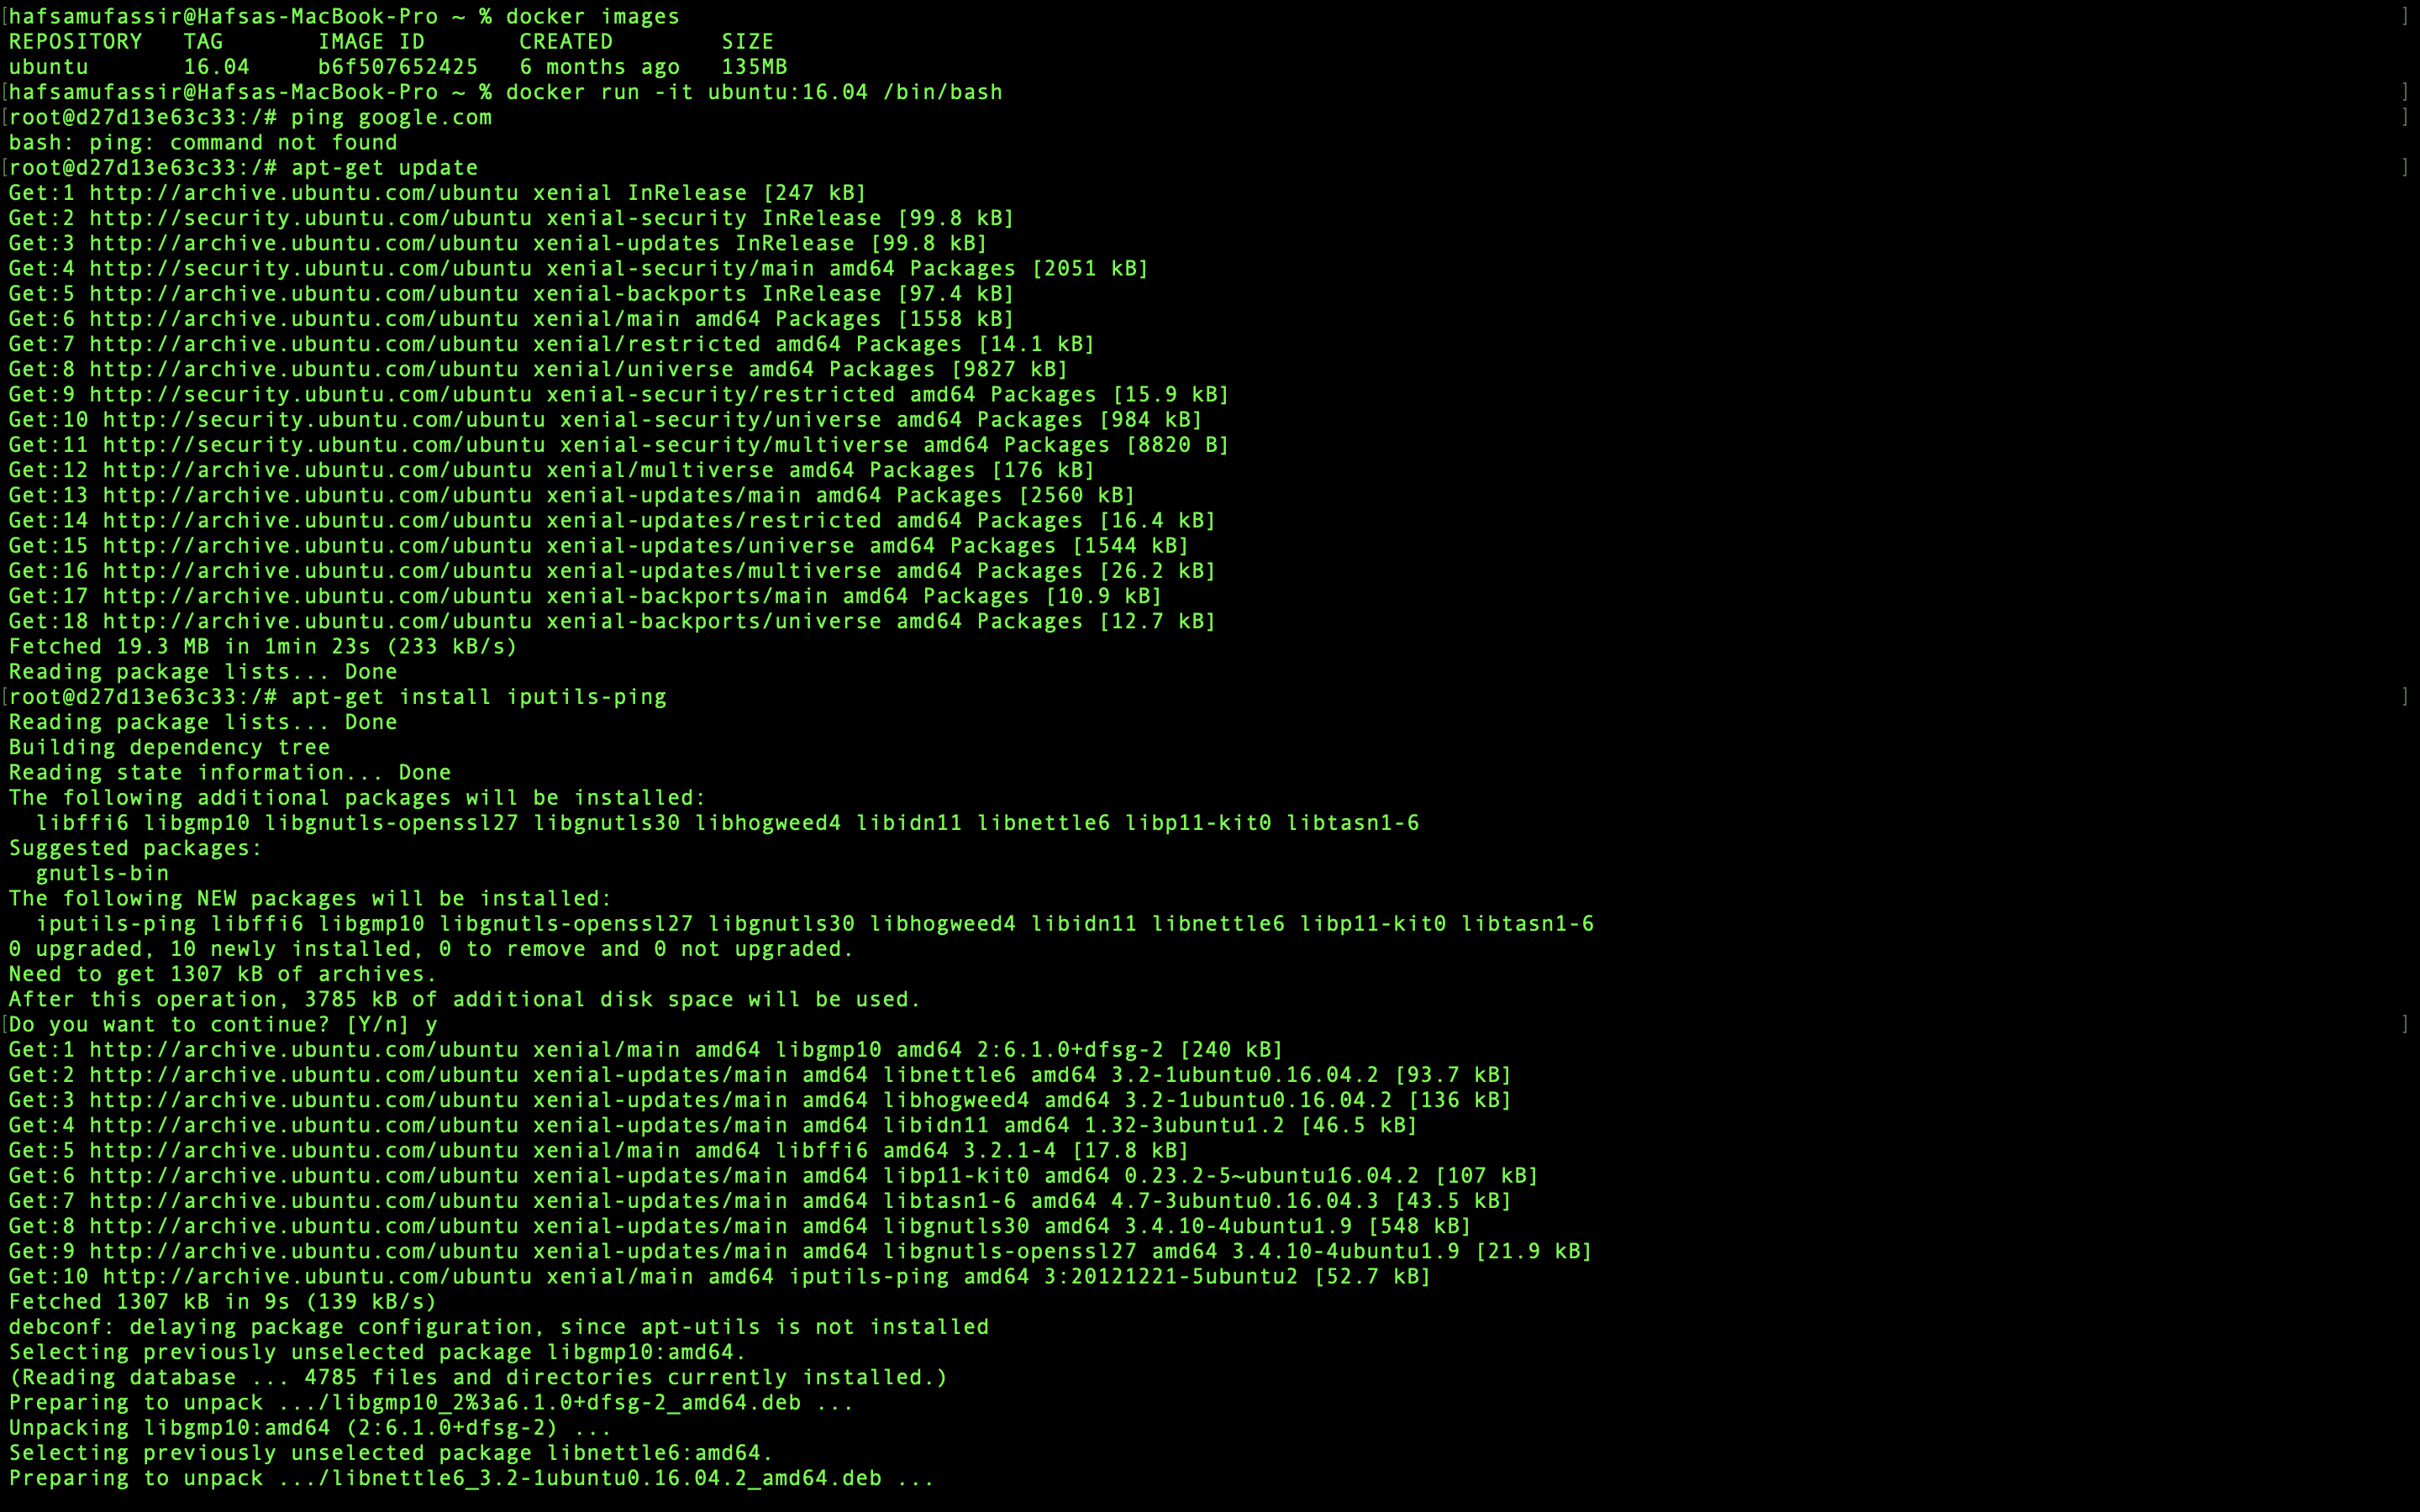 [hafsamufassir@Hafsas-MacBook-Pro ~ % docker images ]
REPOSITORY   TAG       IMAGE ID       CREATED        SIZE
ubuntu       16.04     b6f507652425   6 months ago   135MB
[hafsamufassir@Hafsas-MacBook-Pro ~ % docker run -it ubuntu:16.04 /bin/bash ]
[root@d27d13e63c33:/# ping google.com ]
bash: ping: command not found
[root@d27d13e63c33:/# apt-get update ]
Get:1 http://archive.ubuntu.com/ubuntu xenial InRelease [247 kB]
Get:2 http://security.ubuntu.com/ubuntu xenial-security InRelease [99.8 kB]
Get:3 http://archive.ubuntu.com/ubuntu xenial-updates InRelease [99.8 kB]
Get:4 http://security.ubuntu.com/ubuntu xenial-security/main amd64 Packages [2051 kB]
Get:5 http://archive.ubuntu.com/ubuntu xenial-backports InRelease [97.4 kB]
Get:6 http://archive.ubuntu.com/ubuntu xenial/main amd64 Packages [1558 kB]
Get:7 http://archive.ubuntu.com/ubuntu xenial/restricted amd64 Packages [14.1 kB]
Get:8 http://archive.ubuntu.com/ubuntu xenial/universe amd64 Packages [9827 kB]
Get:9 http://security.ubuntu.com/ubuntu xenial-security/restricted amd64 Packages [15.9 kB]
Get:10 http://security.ubuntu.com/ubuntu xenial-security/universe amd64 Packages [984 kB]
Get:11 http://security.ubuntu.com/ubuntu xenial-security/multiverse amd64 Packages [8820 B]
Get:12 http://archive.ubuntu.com/ubuntu xenial/multiverse amd64 Packages [176 kB]
Get:13 http://archive.ubuntu.com/ubuntu xenial-updates/main amd64 Packages [2560 kB]
Get:14 http://archive.ubuntu.com/ubuntu xenial-updates/restricted amd64 Packages [16.4 kB]
Get:15 http://archive.ubuntu.com/ubuntu xenial-updates/universe amd64 Packages [1544 kB]
Get:16 http://archive.ubuntu.com/ubuntu xenial-updates/multiverse amd64 Packages [26.2 kB]
Get:17 http://archive.ubuntu.com/ubuntu xenial-backports/main amd64 Packages [10.9 kB]
Get:18 http://archive.ubuntu.com/ubuntu xenial-backports/universe amd64 Packages [12.7 kB]
Fetched 19.3 MB in 1min 23s (233 kB/s)
Reading package lists... Done
[root@d27d13e63c33:/# apt-get install iputils-ping ]
Reading package lists... Done
Building dependency tree
Reading state information... Done
The following additional packages will be installed:
  libffi6 libgmp10 libgnutls-openssl27 libgnutls30 libhogweed4 libidn11 libnettle6 libp11-kit0 libtasn1-6
Suggested packages:
  gnutls-bin
The following NEW packages will be installed:
  iputils-ping libffi6 libgmp10 libgnutls-openssl27 libgnutls30 libhogweed4 libidn11 libnettle6 libp11-kit0 libtasn1-6
0 upgraded, 10 newly installed, 0 to remove and 0 not upgraded.
Need to get 1307 kB of archives.
After this operation, 3785 kB of additional disk space will be used.
[Do you want to continue? [Y/n] y ]
Get:1 http://archive.ubuntu.com/ubuntu xenial/main amd64 libgmp10 amd64 2:6.1.0+dfsg-2 [240 kB]
Get:2 http://archive.ubuntu.com/ubuntu xenial-updates/main amd64 libnettle6 amd64 3.2-1ubuntu0.16.04.2 [93.7 kB]
Get:3 http://archive.ubuntu.com/ubuntu xenial-updates/main amd64 libhogweed4 amd64 3.2-1ubuntu0.16.04.2 [136 kB]
Get:4 http://archive.ubuntu.com/ubuntu xenial-updates/main amd64 libidn11 amd64 1.32-3ubuntu1.2 [46.5 kB]
Get:5 http://archive.ubuntu.com/ubuntu xenial/main amd64 libffi6 amd64 3.2.1-4 [17.8 kB]
Get:6 http://archive.ubuntu.com/ubuntu xenial-updates/main amd64 libp11-kit0 amd64 0.23.2-5~ubuntu16.04.2 [107 kB]
Get:7 http://archive.ubuntu.com/ubuntu xenial-updates/main amd64 libtasn1-6 amd64 4.7-3ubuntu0.16.04.3 [43.5 kB]
Get:8 http://archive.ubuntu.com/ubuntu xenial-updates/main amd64 libgnutls30 amd64 3.4.10-4ubuntu1.9 [548 kB]
Get:9 http://archive.ubuntu.com/ubuntu xenial-updates/main amd64 libgnutls-openssl27 amd64 3.4.10-4ubuntu1.9 [21.9 kB]
Get:10 http://archive.ubuntu.com/ubuntu xenial/main amd64 iputils-ping amd64 3:20121221-5ubuntu2 [52.7 kB]
Fetched 1307 kB in 9s (139 kB/s)
debconf: delaying package configuration, since apt-utils is not installed
Selecting previously unselected package libgmp10:amd64.
(Reading database ... 4785 files and directories currently installed.)
Preparing to unpack .../libgmp10_2%3a6.1.0+dfsg-2_amd64.deb ...
Unpacking libgmp10:amd64 (2:6.1.0+dfsg-2) ...
Selecting previously unselected package libnettle6:amd64.
Preparing to unpack .../libnettle6_3.2-1ubuntu0.16.04.2_amd64.deb ...